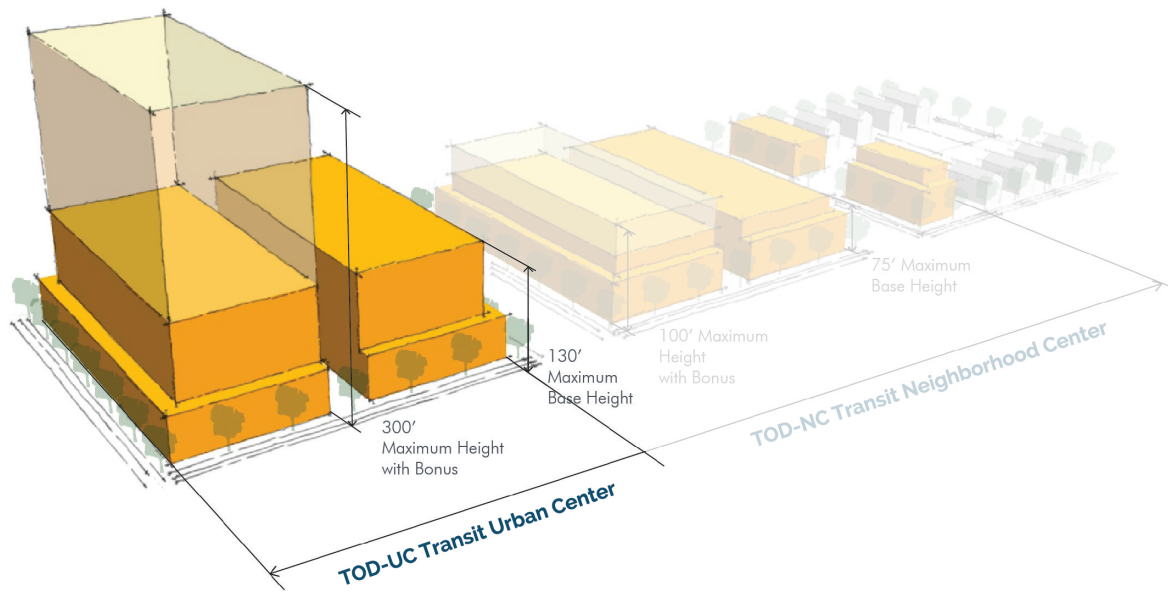 300’
Maximum Height
with Bonus
130’
Maximum
Base Height
TOD-UC Transit Urban Center
100’ Maximum
Height
with Bonus
75’ Maximum
Base Height
TOD-NC Transit Neighborhood Center